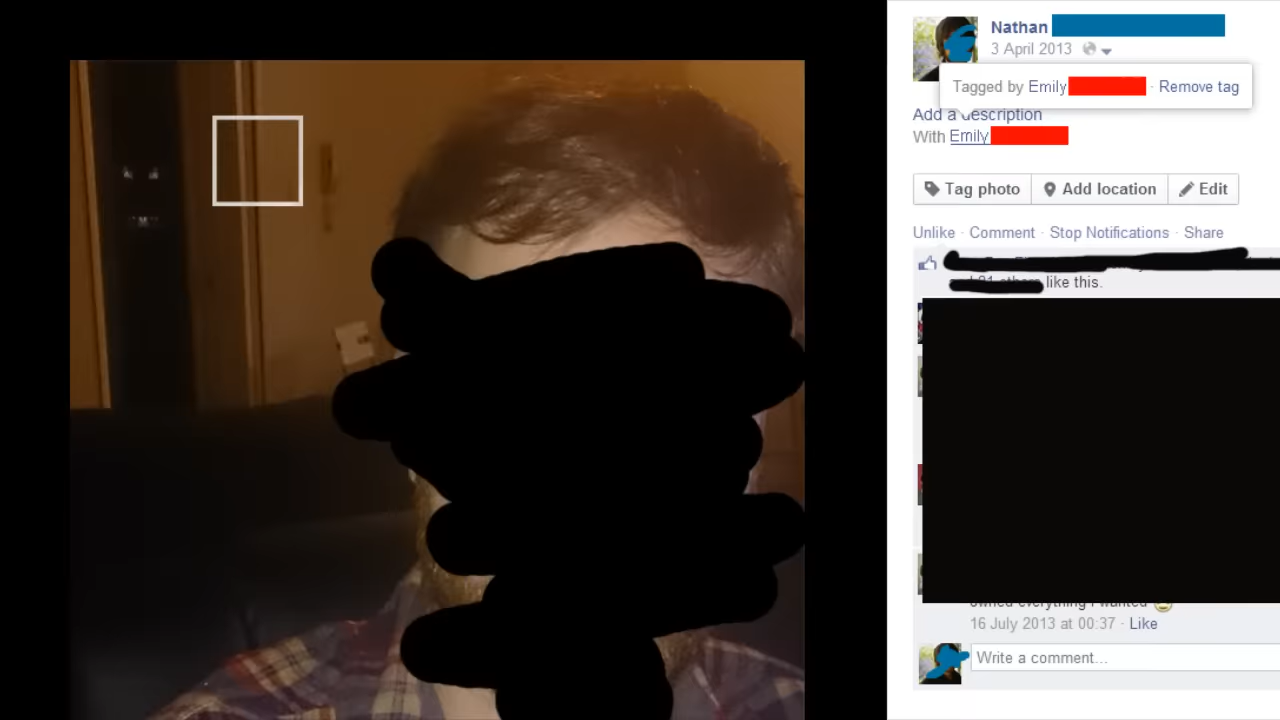 Nathan
3 April 2013
Tagged by Emily · Remove tag
Add a description
With Emily
Tag photo Add location Edit
Unlike · Comment · Stop Notifications · Share
like this.
owned everything I wanted
16 July 2013 at 00:37 · Like
Write a comment...